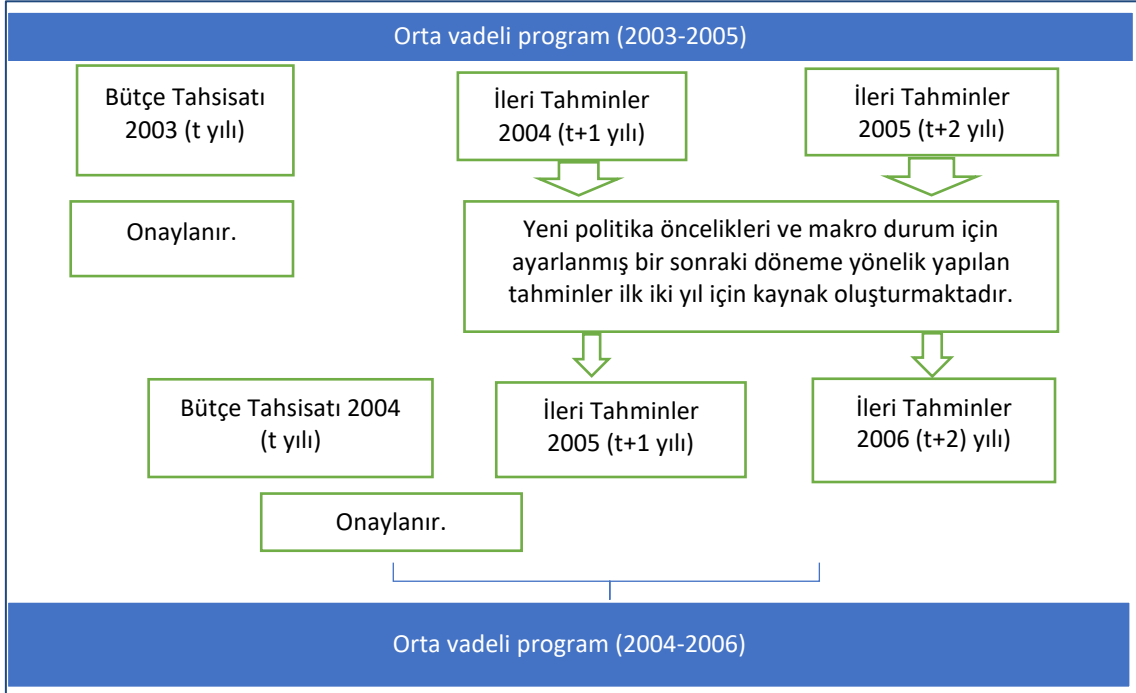 Orta vadeli program (2003-2005)
Bütçe Tahsisatı
2003 (t yılı)
İleri Tahminler
2004 (t+1 yılı)
İleri Tahminler
2005 (t+2 yılı)
Onaylanır.
Yeni politika öncelikleri ve makro durum için
ayarlanmış bir sonraki döneme yönelik yapılan
tahminler ilk iki yıl için kaynak oluşturmaktadır.
Bütçe Tahsisatı 2004
(t yılı)
İleri Tahminler
2005 (t+1 yılı)
İleri Tahminler
2006 (t+2) yılı)
Onaylanır.
Orta vadeli program (2004-2006)